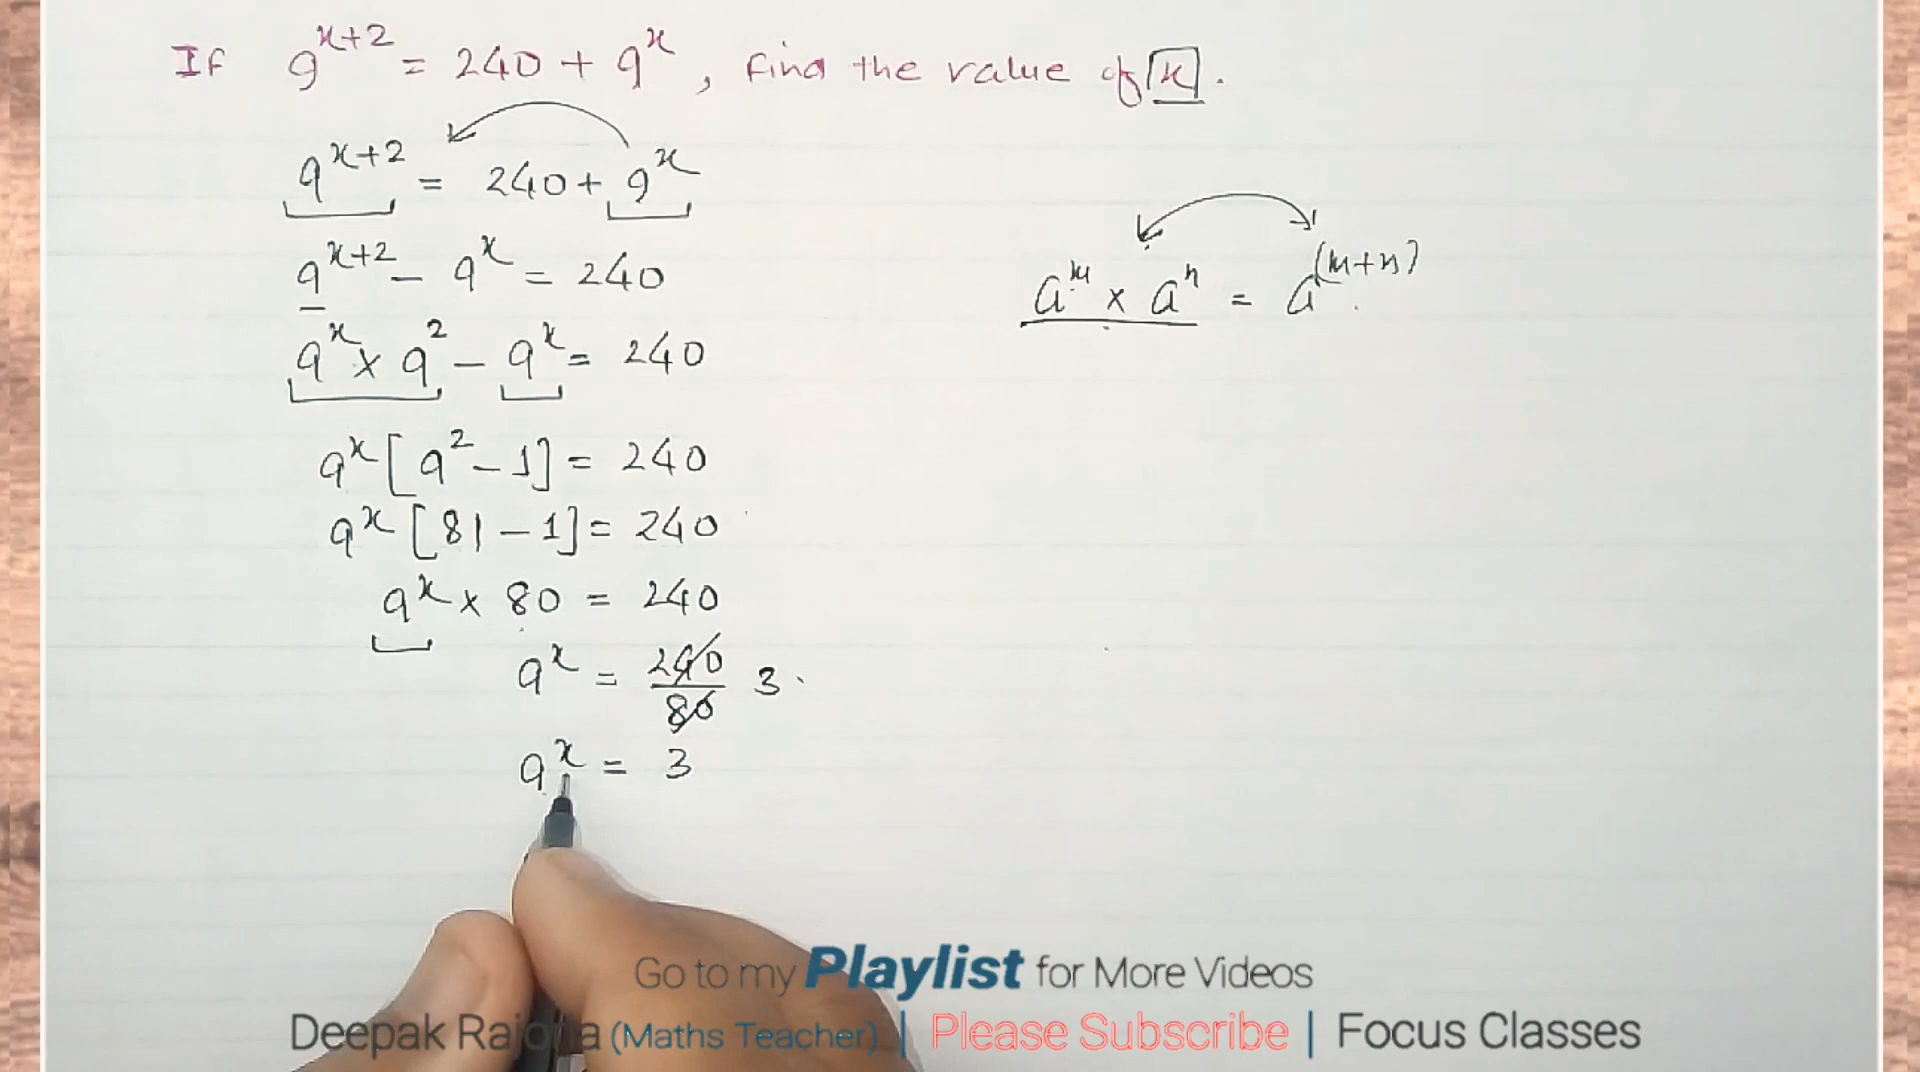 If 9^{x+2} = 240 + 9^x, find the value of x.
9^{x+2} = 240 + 9^x
9^{x+2} - 9^x = 240
a^m × a^n = a^{(m+n)}
9^x × 9^2 - 9^x = 240
9^x [9^2 - 1] = 240
9^x [81 - 1] = 240
9^x × 80 = 240
9^x = 240/80 3.
9^x = 3
Go to my Playlist for More Videos
(Maths Teacher) | Please Subscribe | Focus Classes
Deepak